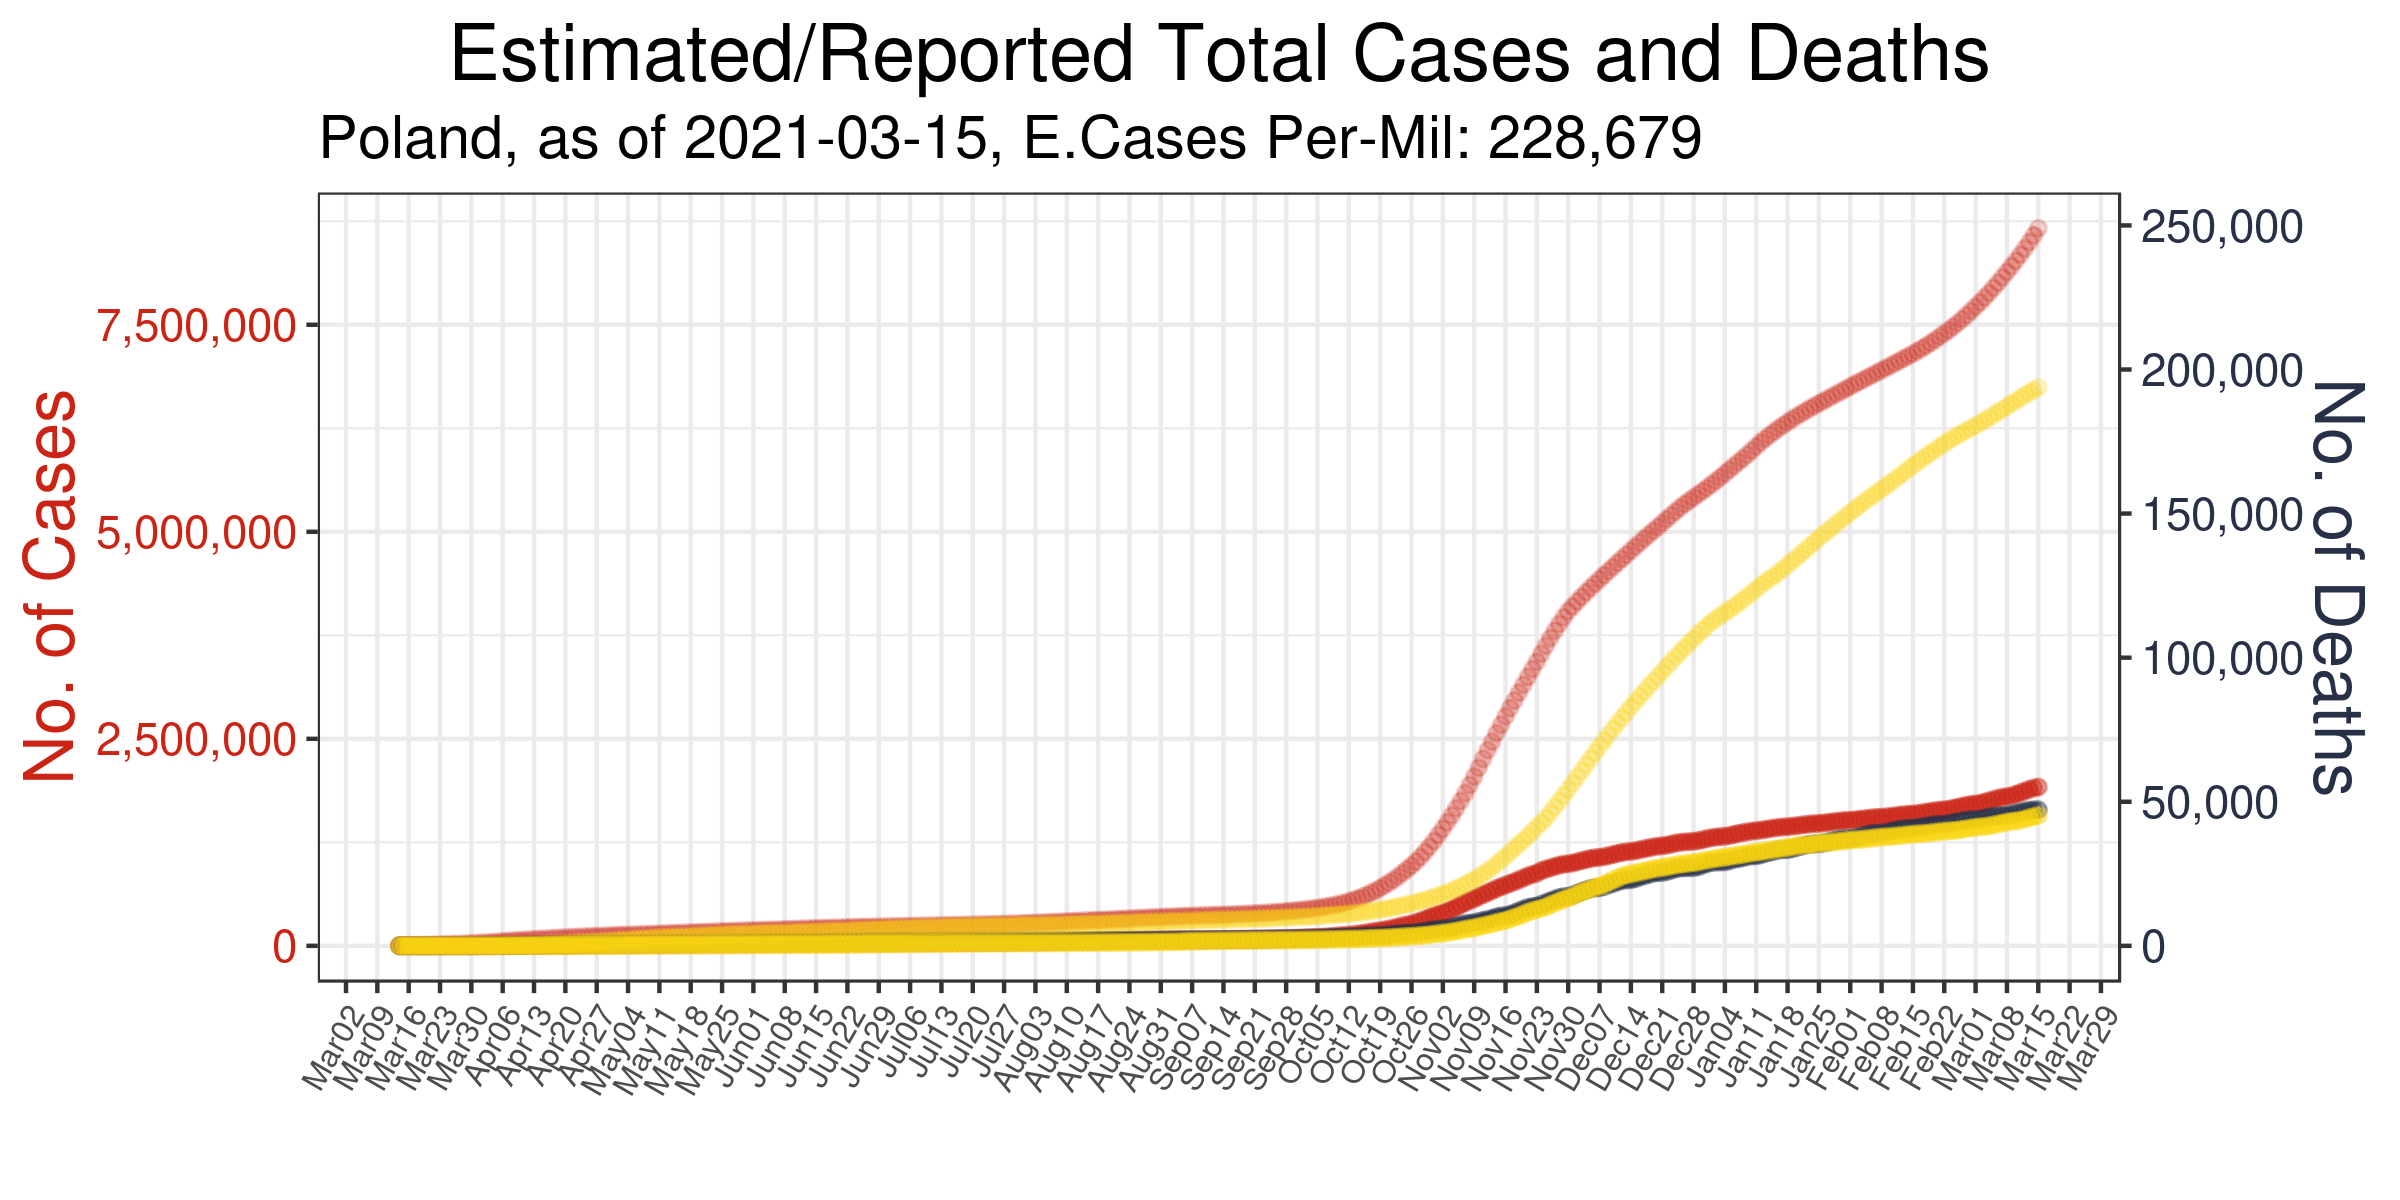 Estimated/Reported Total Cases and Deaths
Poland, as of 2021-03-15, E.Cases Per-Mil: 228,679
No. of Cases
7,500,000
5,000,000
2,500,000
0
250,000
200,000
150,000
100,000
50,000
0
No. of Deaths
Mar02
Mar09
Mar16
Mar23
Mar30
Apr06
Apr13
Apr20
Apr27
May04
May11
May18
May25
Jun01
Jun08
Jun15
Jun22
Jun29
Jul06
Jul13
Jul20
Jul27
Aug03
Aug10
Aug17
Aug24
Aug31
Sep07
Sep14
Sep21
Sep28
Oct05
Oct12
Oct19
Oct26
Nov02
Nov09
Nov16
Nov23
Nov30
Dec07
Dec14
Dec21
Dec28
Jan04
Jan11
Jan18
Jan25
Feb01
Feb08
Feb15
Feb22
Mar01
Mar08
Mar15
Mar22
Mar29